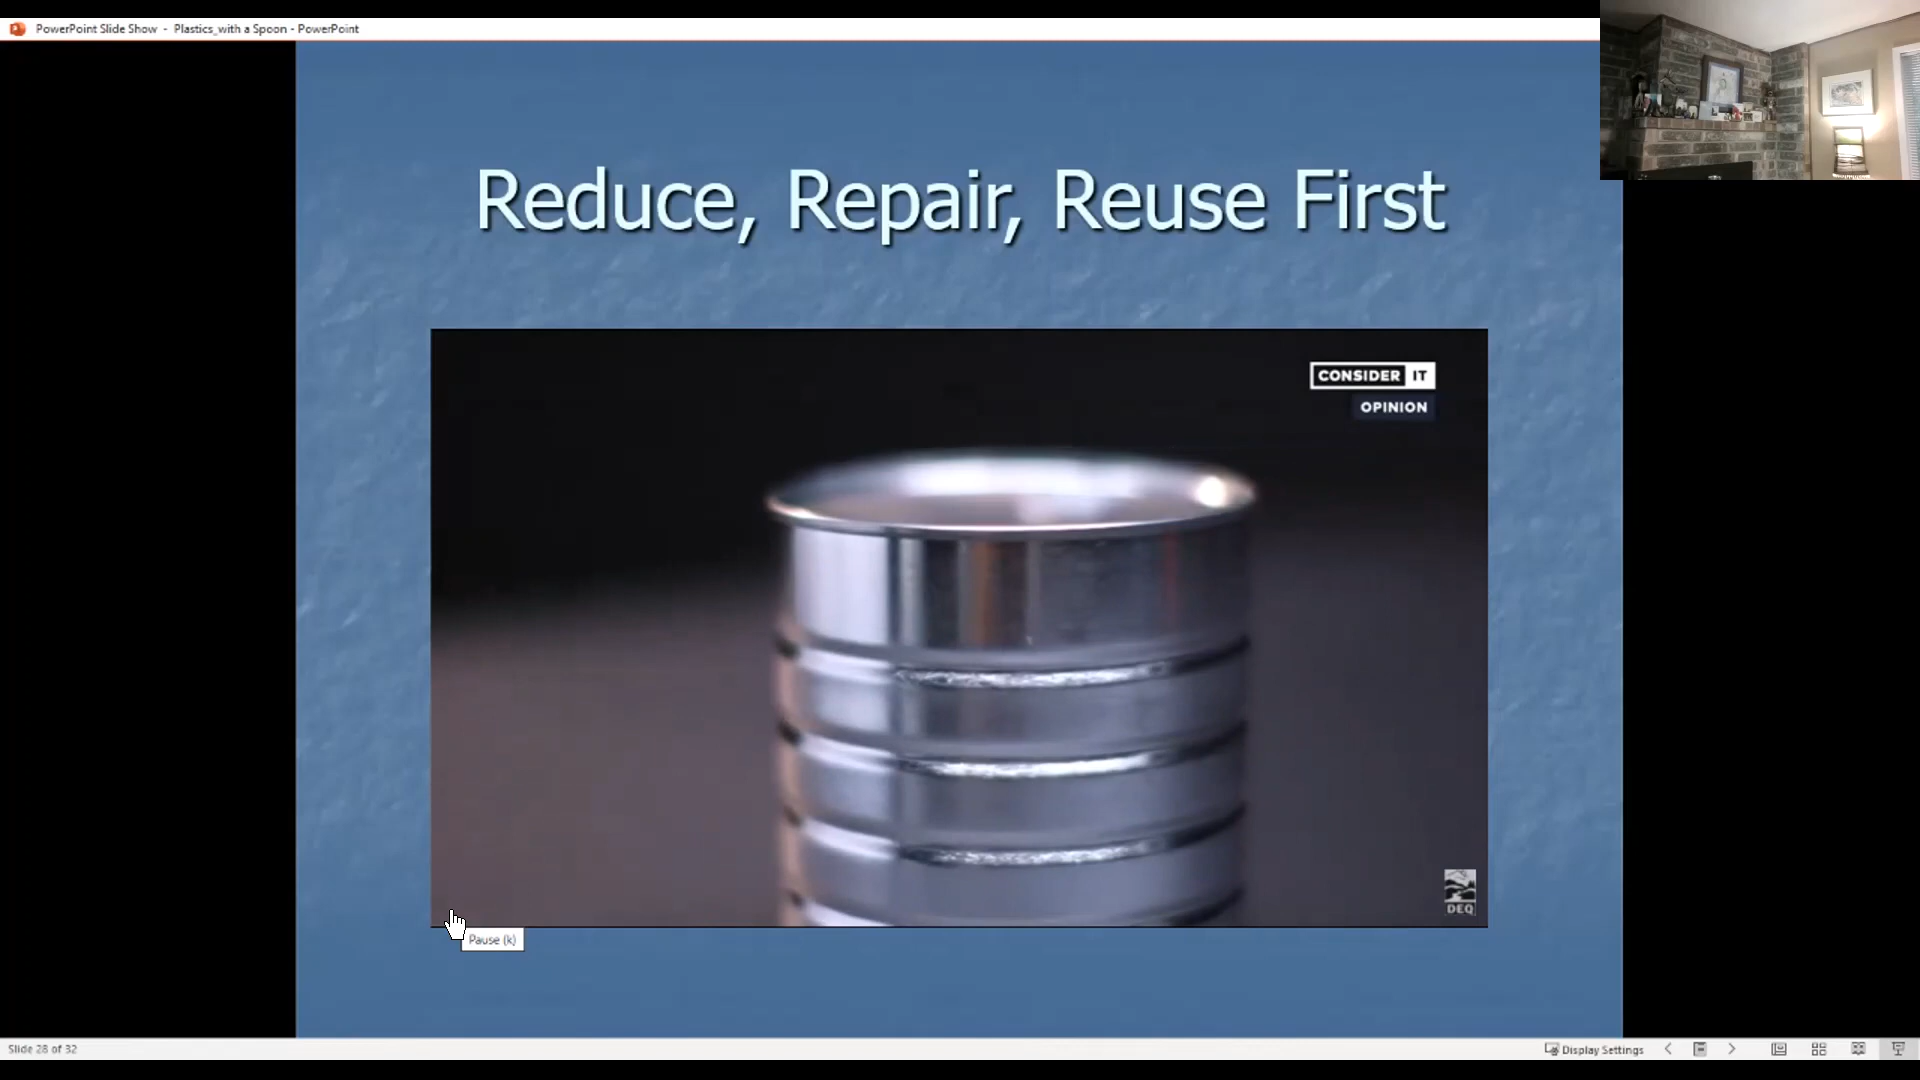 PowerPoint Slide Show - Plastics_with a Spoon - PowerPoint
Reduce, Repair, Reuse First
CONSIDER IT
OPINION
DEQ
Pause (k)
Slide 28 of 32
Display Settings